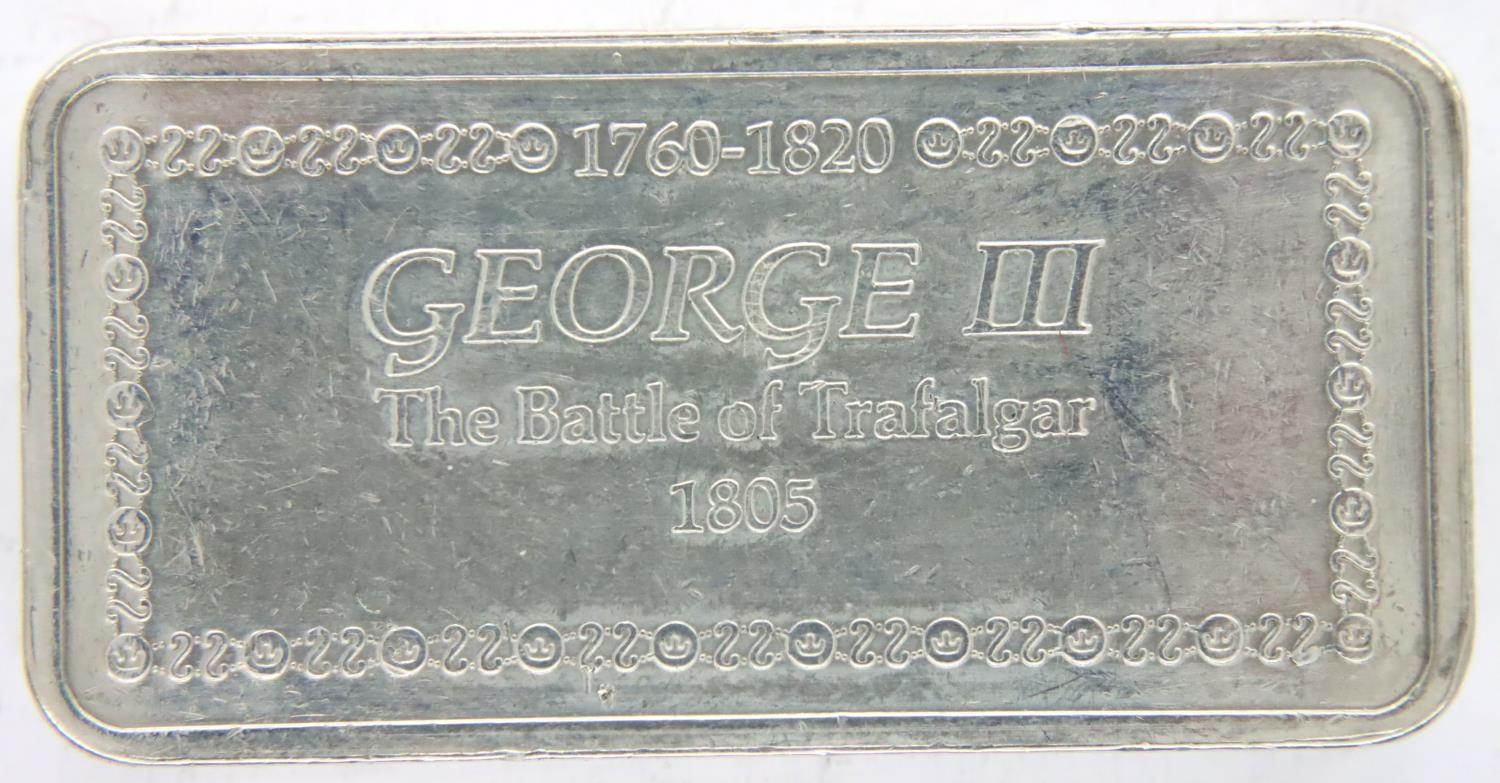 1760-1820
GEORGE III
The Battle of Trafalgar
1805